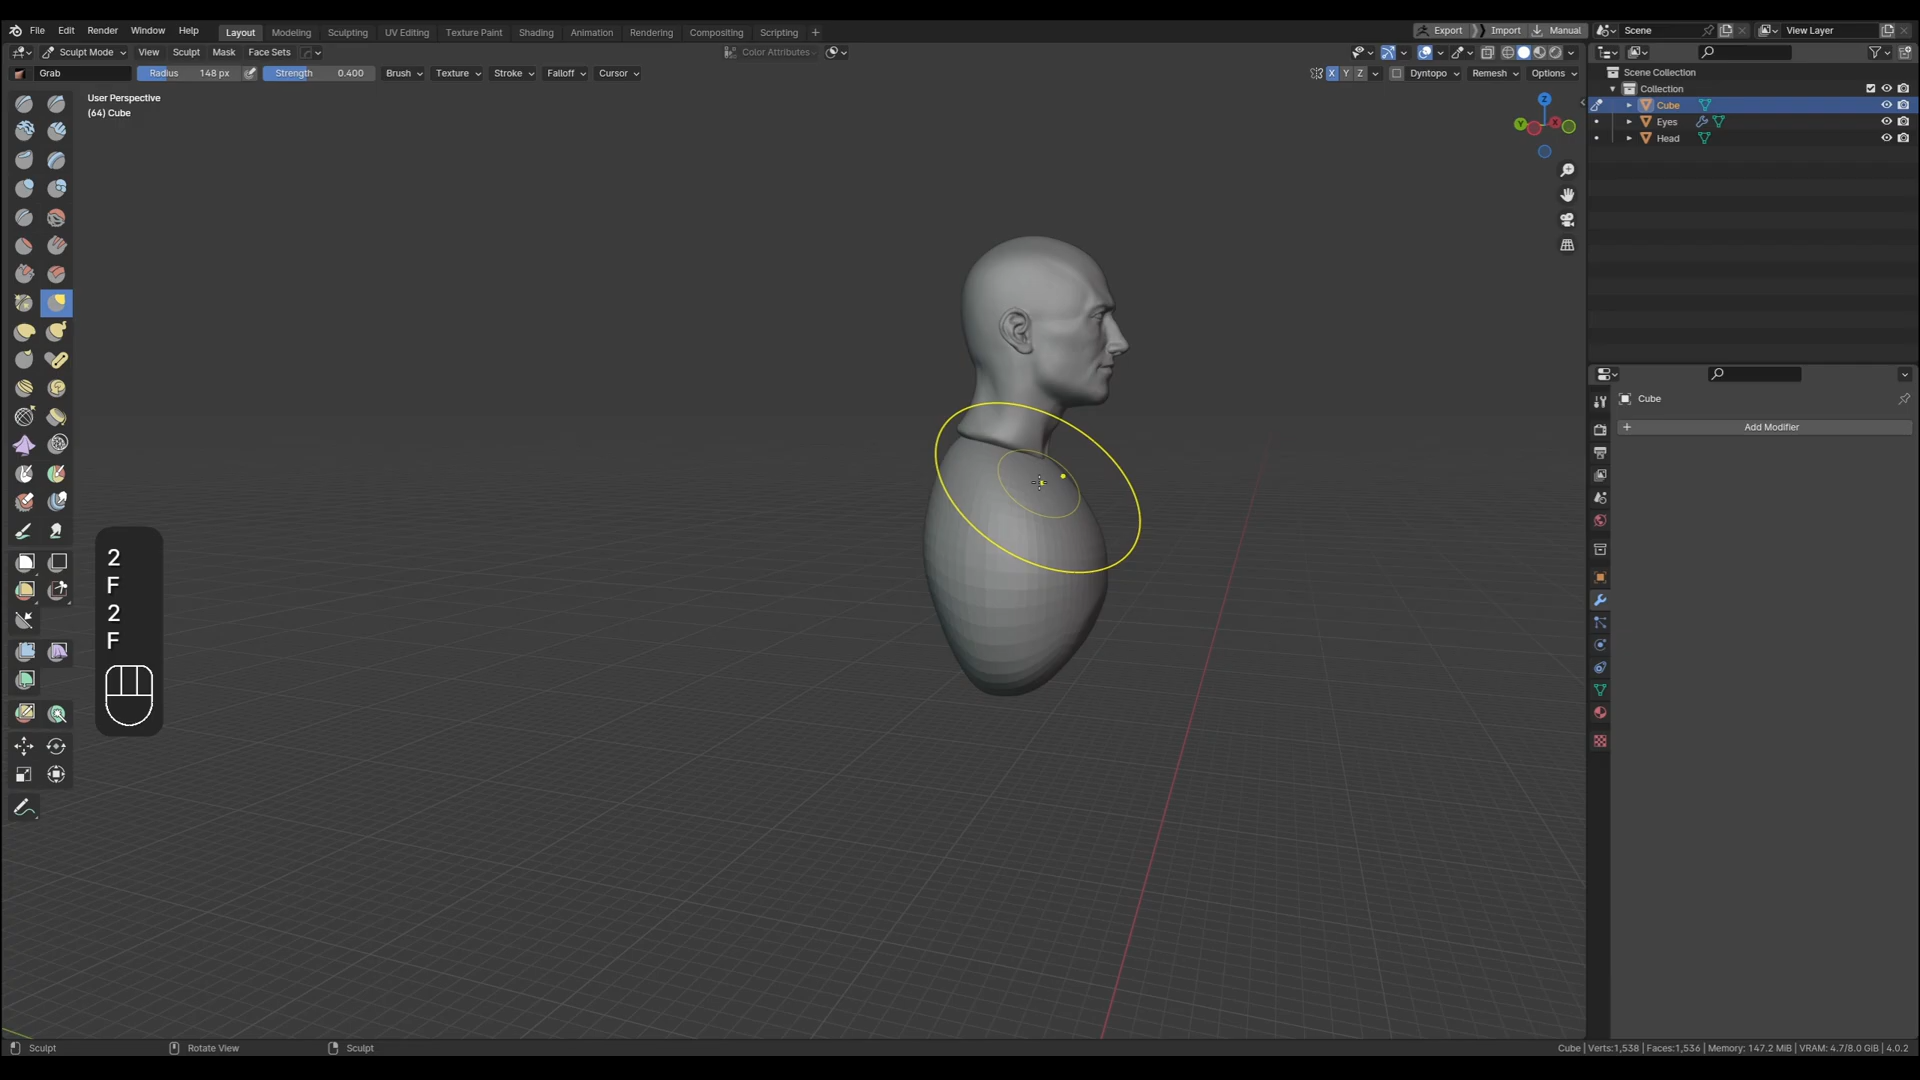 File Edit Render Window Help Layout Modeling Sculpting UV Editing Texture Paint Shading Animation Rendering Compositing Scripting + Export Import Manual Scene View Layer
Sculpt Mode View Sculpt Mask Face Sets Color Attributes
Grab Radius 148 px Strength 0.400 Brush Texture Stroke Falloff Cursor X Y Z Dyntopo Remesh Options
User Perspective
(64) Cube
Z
Y
X
Scene Collection
Collection
Cube
Eyes
Head
Cube
+ Add Modifier
2
F
2
F
Sculpt Rotate View Sculpt Cube | Verts:1,538 | Faces:1,536 | Memory: 147.2 MiB | VRAM: 4.7/8.0 GiB | 4.0.2